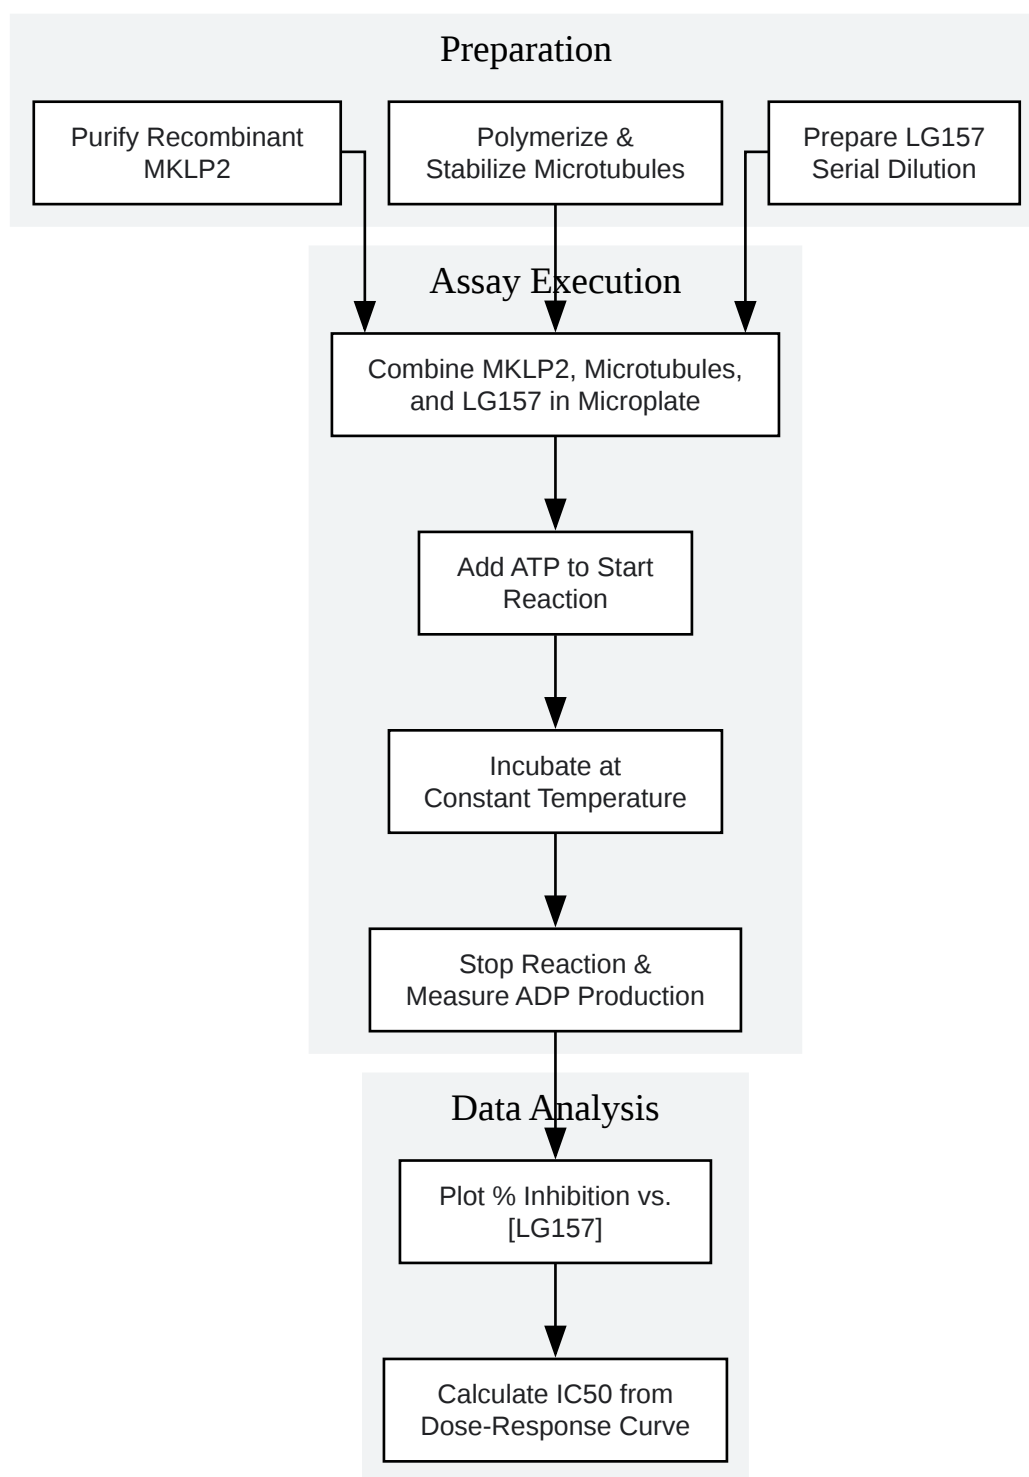 Preparation
Purify Recombinant
MKLP2
Polymerize &
Stabilize Microtubules
Prepare LG157
Serial Dilution
Assay Execution
Combine MKLP2, Microtubules,
and LG157 in Microplate
Add ATP to Start
Reaction
Incubate at
Constant Temperature
Stop Reaction &
Measure ADP Production
Data Analysis
Plot % Inhibition vs.
[LG157]
Calculate IC50 from
Dose-Response Curve